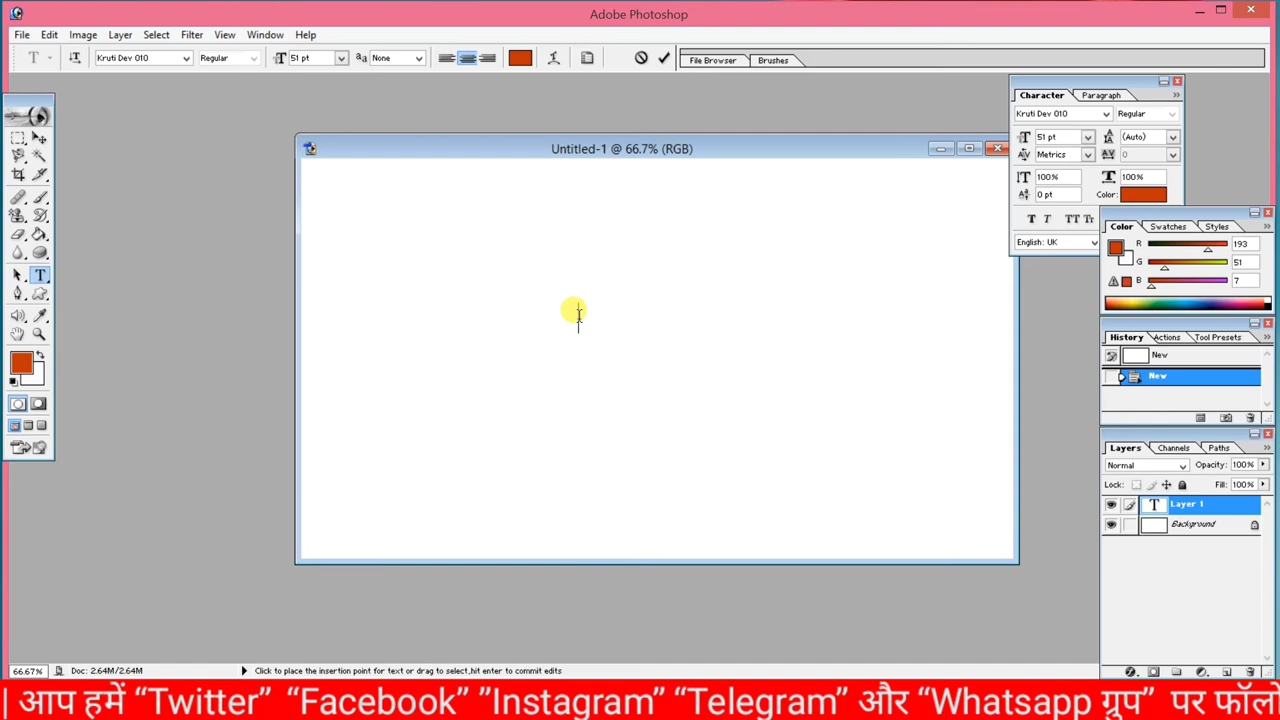 Adobe Photoshop
File Edit Image Layer Select Filter View Window Help
Kruti Dev 010 Regular 51 pt None File Browser Brushes
Character Paragraph
Kruti Dev 010 Regular
51 pt (Auto)
Metrics 0
100% 100%
0 pt Color:
English: UK
Untitled-1 @ 66.7% (RGB)
Color Swatches Styles
R 193
G 51
B 7
History Actions Tool Presets
New
New
Layers Channels Paths
Normal Opacity: 100%
Lock: Fill: 100%
Layer 1
Background
66.67% Doc: 2.64M/2.64M Click to place the insertion point for text or drag to select,hit enter to commit edits
| आप हमें “Twitter” “Facebook” ”Instagram” “Telegram” और “Whatsapp ग्रुप” पर फॉलो